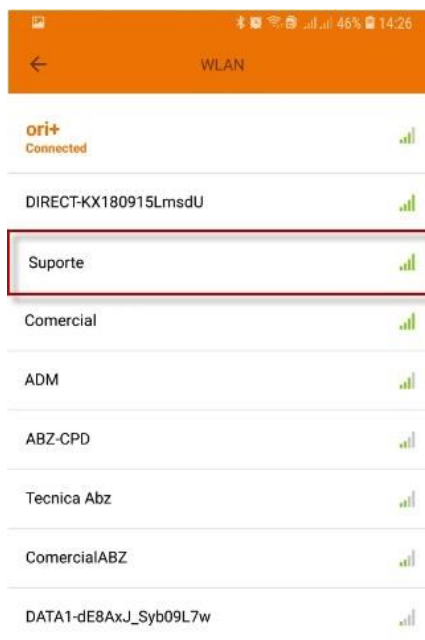 46% 14:26
WLAN
ori+
Connected
DIRECT-KX180915LmsdU
Suporte
Comercial
ADM
ABZ-CPD
Tecnica Abz
ComercialABZ
DATA1-dE8AxJ_Syb09L7w